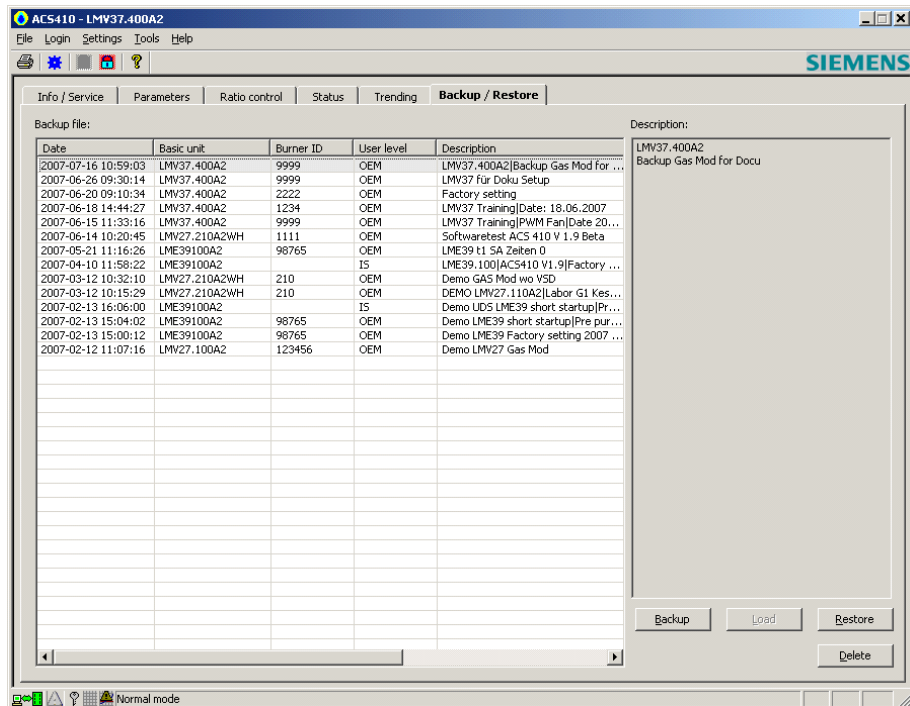 ACS410 - LMV37.400A2
File Login Settings Tools Help
SIEMENS
Info / Service Parameters Ratio control Status Trending Backup / Restore
Backup file: Description:
Date Basic unit Burner ID User level Description
2007-07-16 10:59:03 LMV37.400A2 9999 OEM LMV37.400A2|Backup Gas Mod for ...
2007-06-26 09:30:14 LMV37.400A2 9999 OEM LMV37 für Doku Setup
2007-06-20 09:10:34 LMV37.400A2 2222 OEM Factory setting
2007-06-18 14:44:27 LMV37.400A2 1234 OEM LMV37 Training|Date: 18.06.2007
2007-06-15 11:33:16 LMV37.400A2 9999 OEM LMV37 Training|PWM Fan|Date 20...
2007-06-14 10:20:45 LMV27.210A2WH 1111 OEM Softwaretest ACS 410 V 1.9 Beta
2007-05-21 11:16:26 LME39100A2 98765 OEM LME39 t1 SA Zeiten 0
2007-04-10 11:58:22 LME39100A2 IS LME39.100|ACS410 V1.9|Factory ...
2007-03-12 10:32:10 LMV27.210A2WH 210 OEM Demo GAS Mod wo VSD
2007-03-12 10:15:29 LMV27.210A2WH 210 OEM DEMO LMV27.110A2|Labor G1 Kes...
2007-02-13 16:06:00 LME39100A2 IS Demo UDS LME39 short startup|Pr...
2007-02-13 15:04:02 LME39100A2 98765 OEM Demo LME39 short startup|Pre pur...
2007-02-13 15:00:12 LME39100A2 98765 OEM Demo LME39 Factory setting 2007 ...
2007-02-12 11:07:16 LMV27.100A2 123456 OEM Demo LMV27 Gas Mod
LMV37.400A2
Backup Gas Mod for Docu
Backup Load Restore
Delete
Normal mode